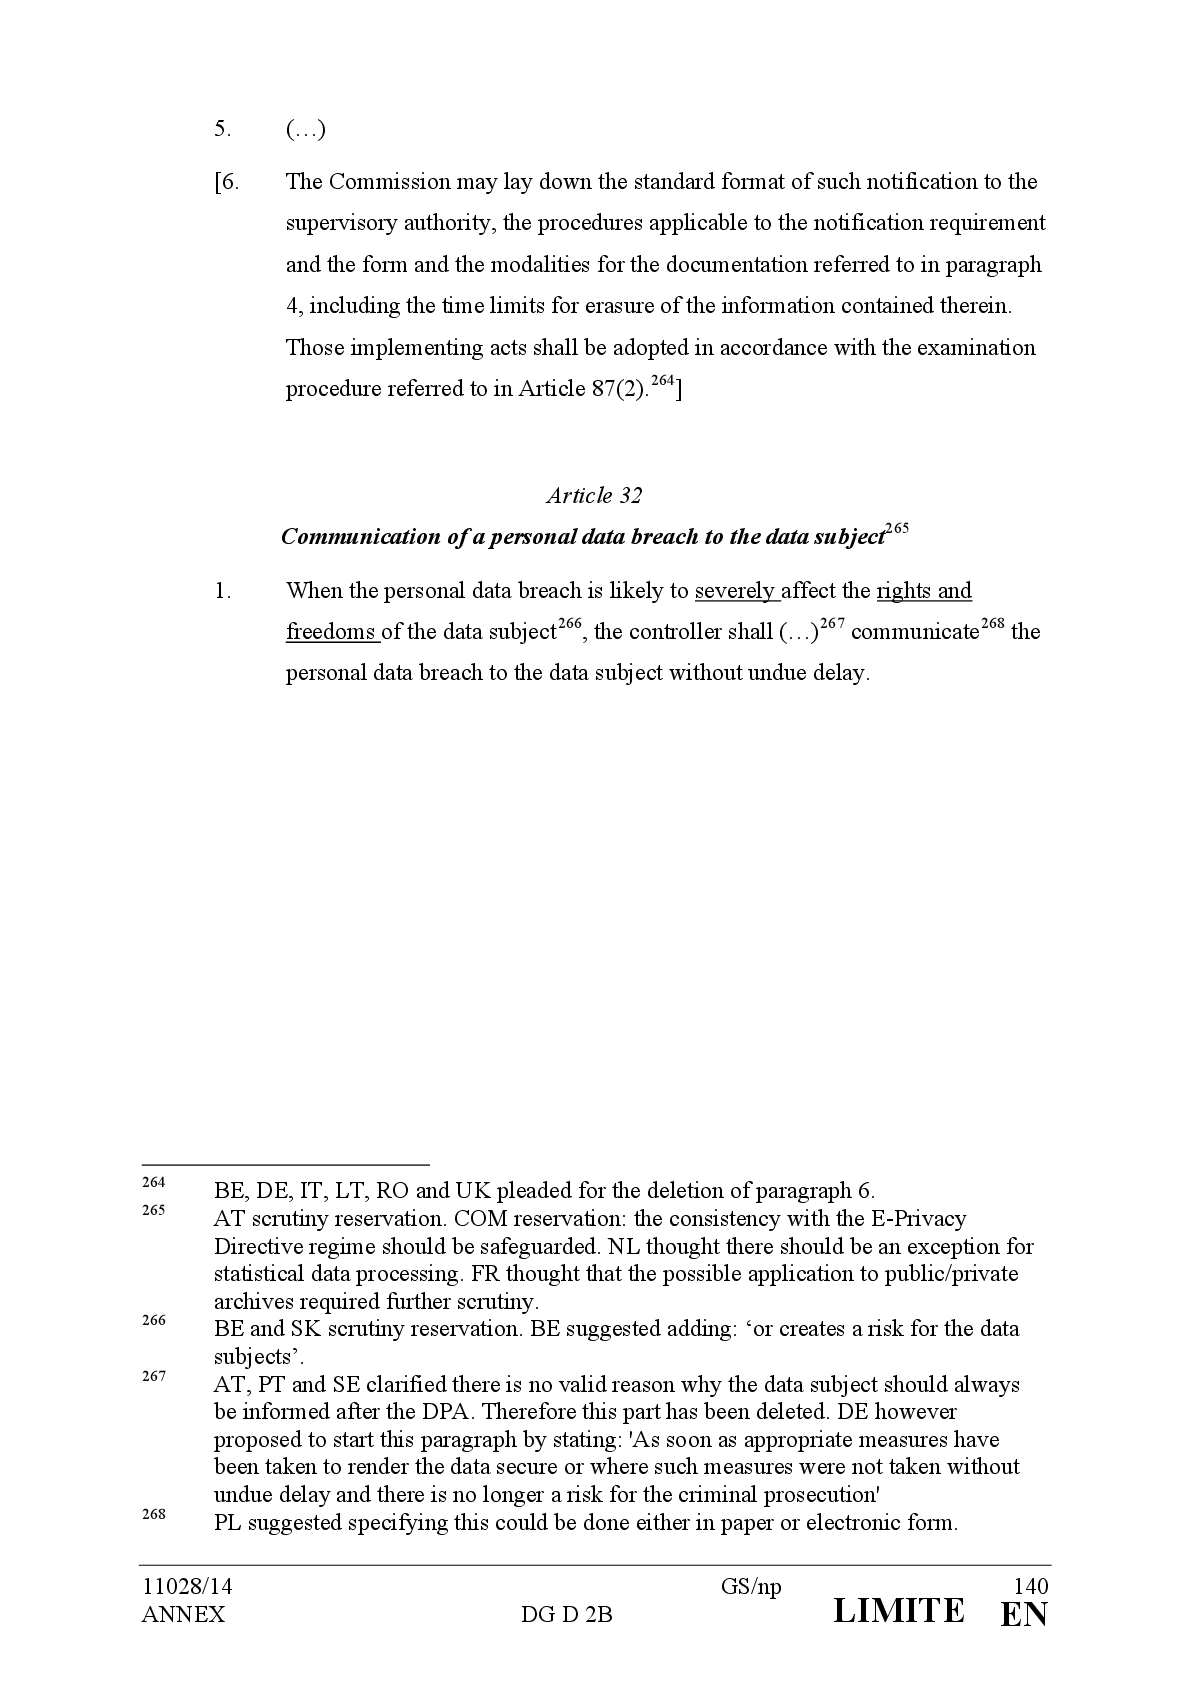 5. (…)
[6. The Commission may lay down the standard format of such notification to the
supervisory authority, the procedures applicable to the notification requirement
and the form and the modalities for the documentation referred to in paragraph
4, including the time limits for erasure of the information contained therein.
Those implementing acts shall be adopted in accordance with the examination
procedure referred to in Article 87(2).264]
Article 32
Communication of a personal data breach to the data subject265
1. When the personal data breach is likely to severely affect the rights and
freedoms of the data subject266, the controller shall (…)267 communicate268 the
personal data breach to the data subject without undue delay.
264 BE, DE, IT, LT, RO and UK pleaded for the deletion of paragraph 6.
265 AT scrutiny reservation. COM reservation: the consistency with the E-Privacy
Directive regime should be safeguarded. NL thought there should be an exception for
statistical data processing. FR thought that the possible application to public/private
archives required further scrutiny.
266 BE and SK scrutiny reservation. BE suggested adding: ‘or creates a risk for the data
subjects’.
267 AT, PT and SE clarified there is no valid reason why the data subject should always
be informed after the DPA. Therefore this part has been deleted. DE however
proposed to start this paragraph by stating: 'As soon as appropriate measures have
been taken to render the data secure or where such measures were not taken without
undue delay and there is no longer a risk for the criminal prosecution'
268 PL suggested specifying this could be done either in paper or electronic form.
11028/14 GS/np 140
ANNEX DG D 2B LIMITE EN